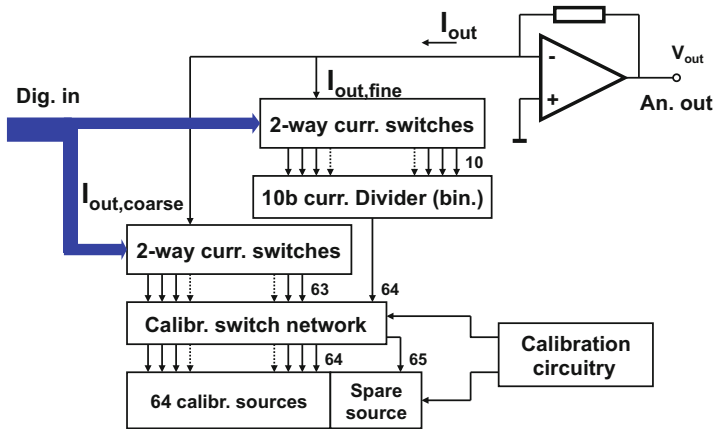 I_out
V_out
-
+
An. out
Dig. in
I_out,fine
2-way curr. switches
10
10b curr. Divider (bin.)
I_out,coarse
2-way curr. switches
63
64
Calibr. switch network
64
65
Calibration
circuitry
64 calibr. sources
Spare
source